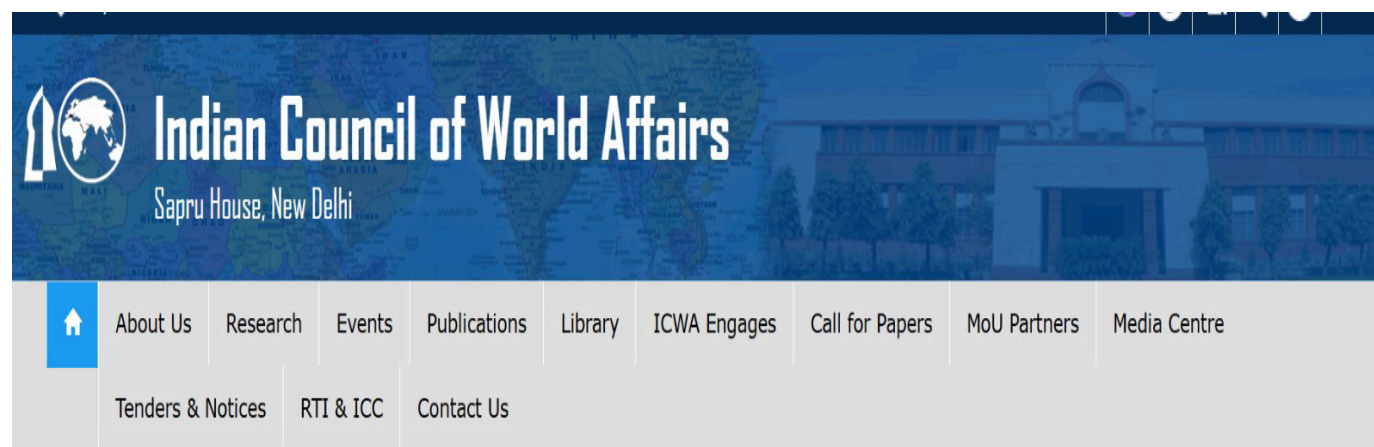 Indian Council of World Affairs
Sapru House, New Delhi
About Us Research Events Publications Library ICWA Engages Call for Papers MoU Partners Media Centre
Tenders & Notices RTI & ICC Contact Us